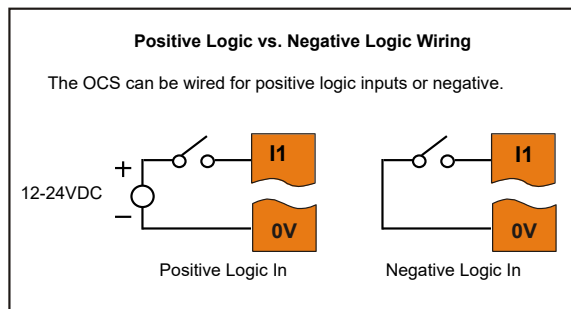 Positive Logic vs. Negative Logic Wiring
The OCS can be wired for positive logic inputs or negative.
I1
I1
+
12-24VDC
–
0V
0V
Positive Logic In
Negative Logic In